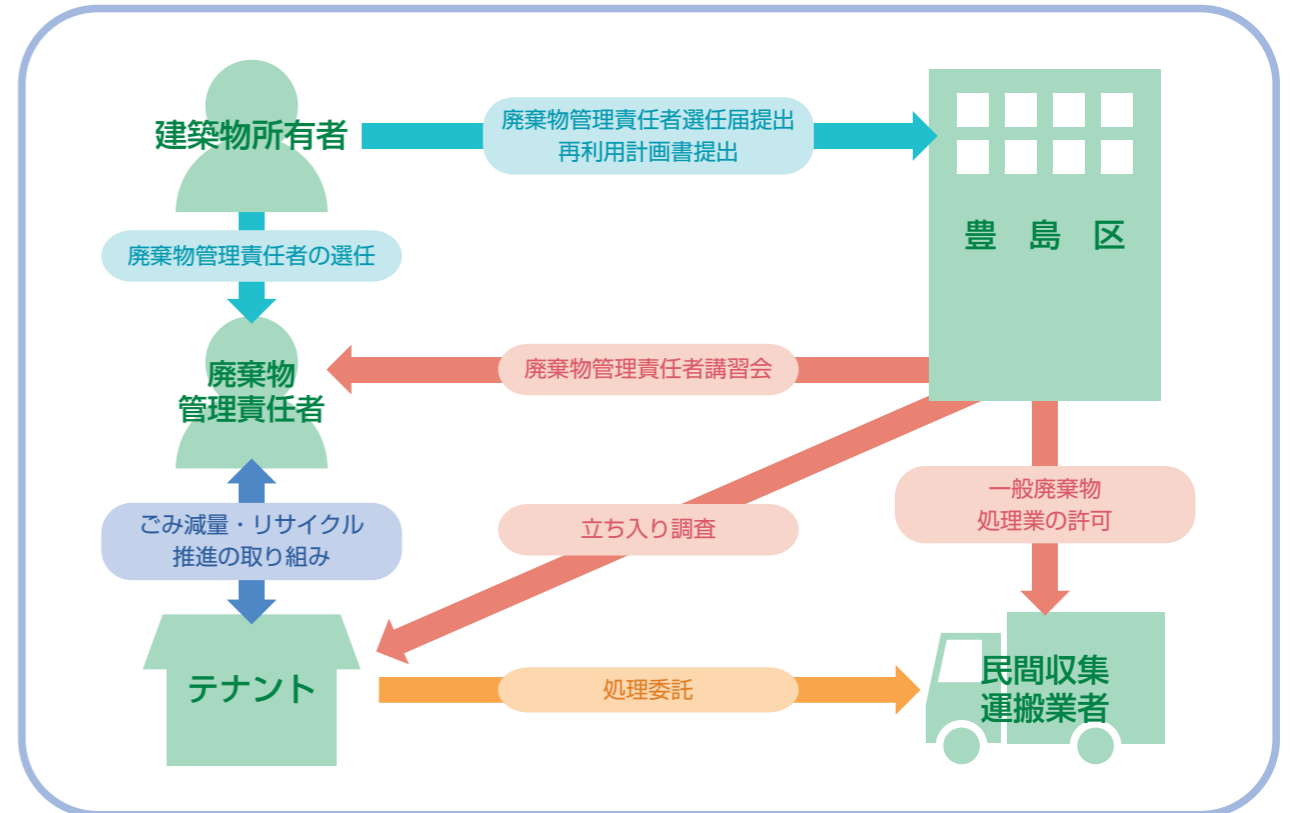 建築物所有者
廃棄物管理責任者選任届提出
再利用計画書提出
豊島区
廃棄物管理責任者の選任
廃棄物
管理責任者
廃棄物管理責任者講習会
ごみ減量・リサイクル
推進の取り組み
立ち入り調査
一般廃棄物
処理業の許可
テナント
処理委託
民間収集
運搬業者